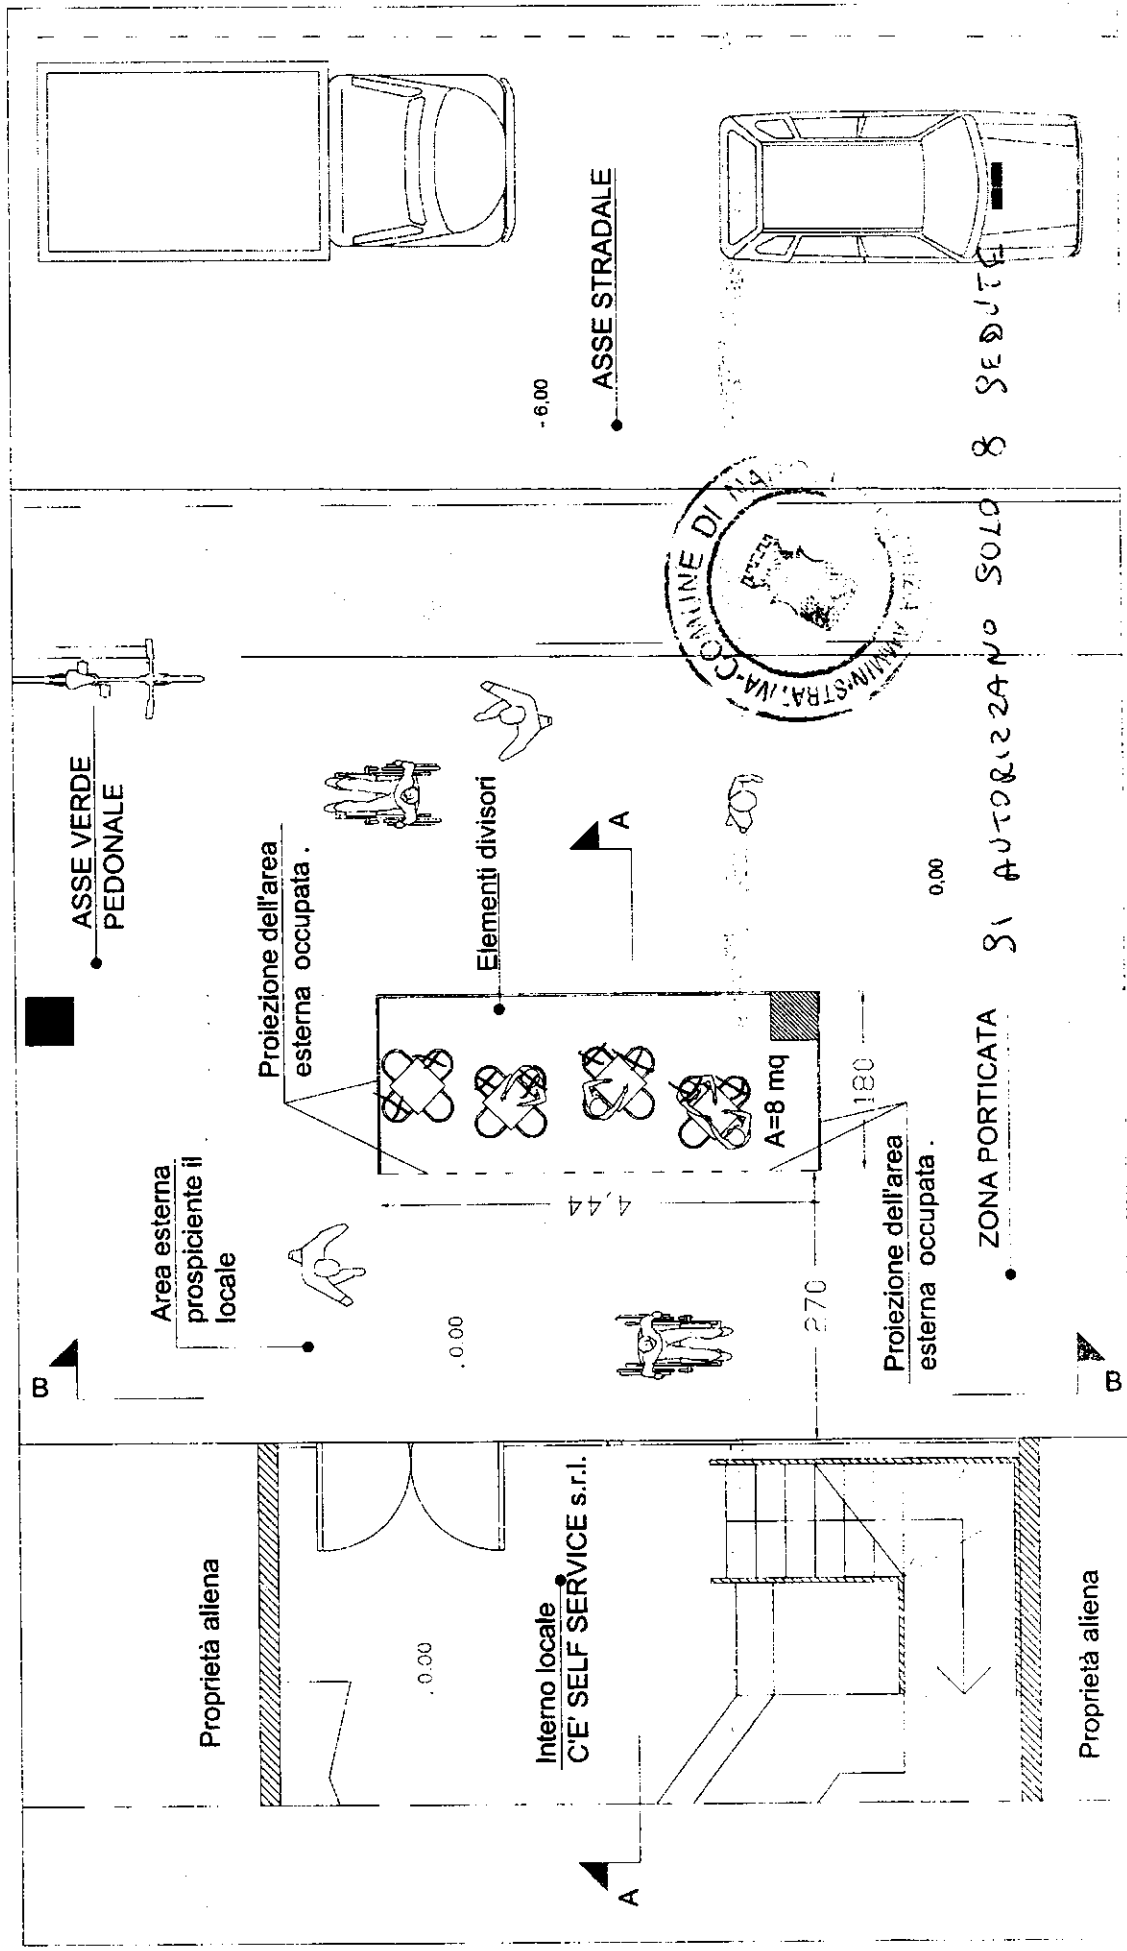 Proprietà aliena
.0.00
Interno locale
C'E' SELF SERVICE s.r.l.
Proprietà aliena
A
B
B
Area esterna
prospiciente il
locale
.0.00
270
4,44
180
A=8 mq
Proiezione dell'area
esterna occupata .
Proiezione dell'area
esterna occupata .
Elementi divisori
A
ASSE VERDE
PEDONALE
ZONA PORTICATA
0,00
-6,00
ASSE STRADALE
COMUNE DI NA
AMMINISTRATIVA
SI AUTORIZZANO SOLO 8 SEDUTE